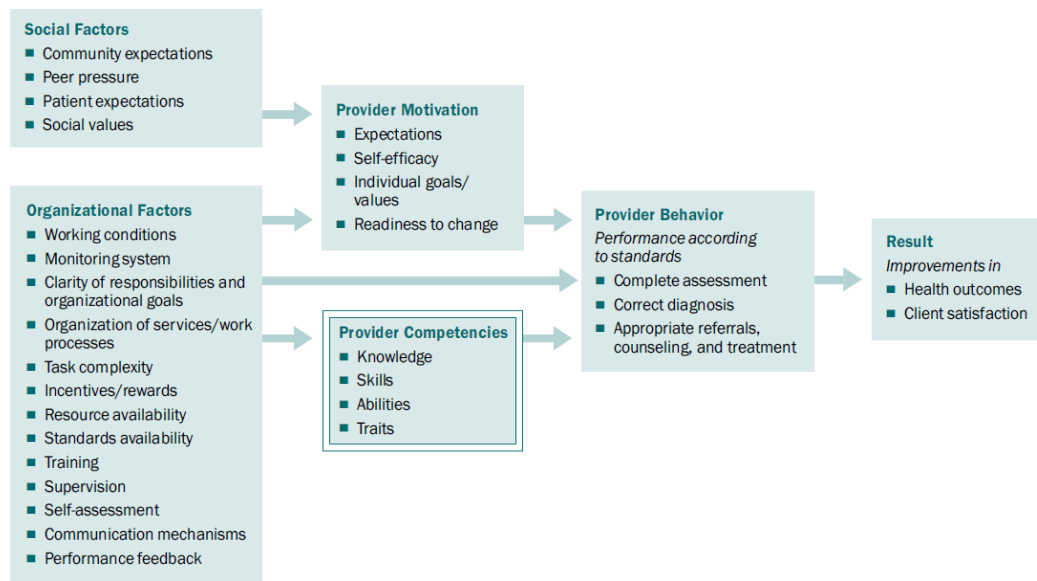 Social Factors
Community expectations
Peer pressure
Patient expectations
Social values
Organizational Factors
Working conditions
Monitoring system
Clarity of responsibilities and
organizational goals
Organization of services/work
processes
Task complexity
Incentives/rewards
Resource availability
Standards availability
Training
Supervision
Self-assessment
Communication mechanisms
Performance feedback
Provider Motivation
Expectations
Self-efficacy
Individual goals/
values
Readiness to change
Provider Competencies
Knowledge
Skills
Abilities
Traits
Provider Behavior
Performance according
to standards
Complete assessment
Correct diagnosis
Appropriate referrals,
counseling, and treatment
Result
Improvements in
Health outcomes
Client satisfaction